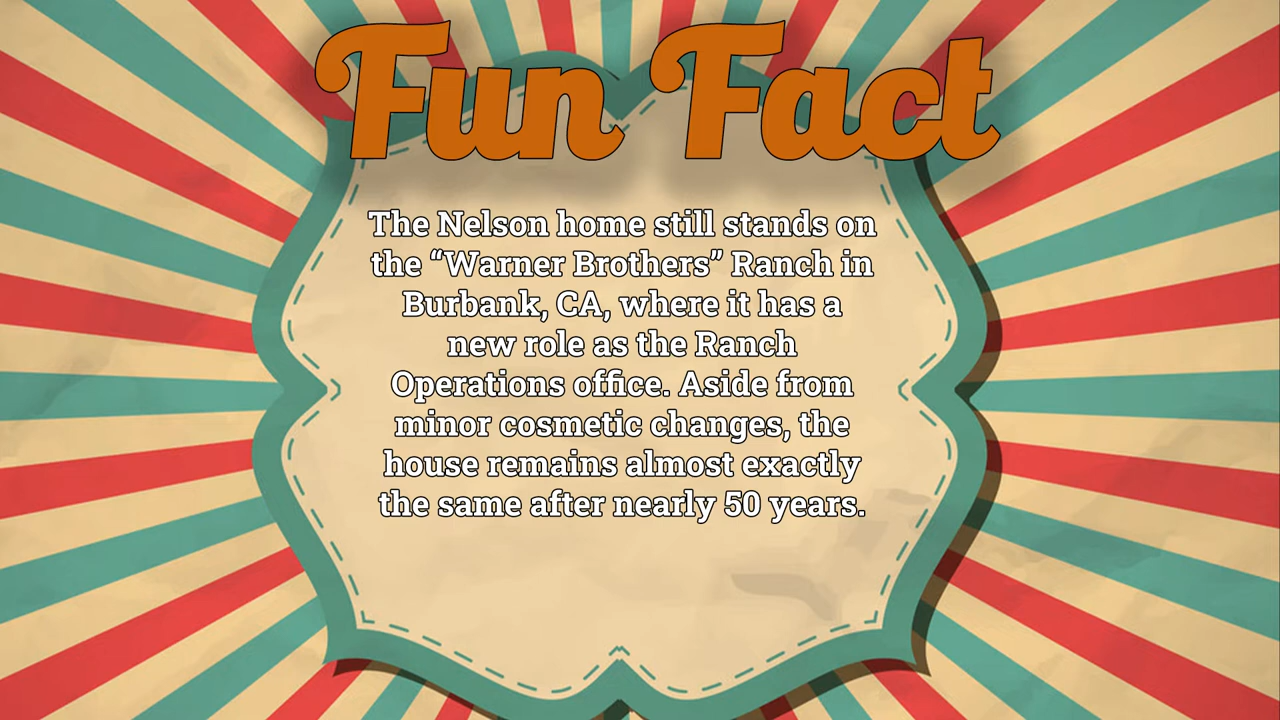 Fun Fact
The Nelson home still stands on
the “Warner Brothers” Ranch in
Burbank, CA, where it has a
new role as the Ranch
Operations office. Aside from
minor cosmetic changes, the
house remains almost exactly
the same after nearly 50 years.